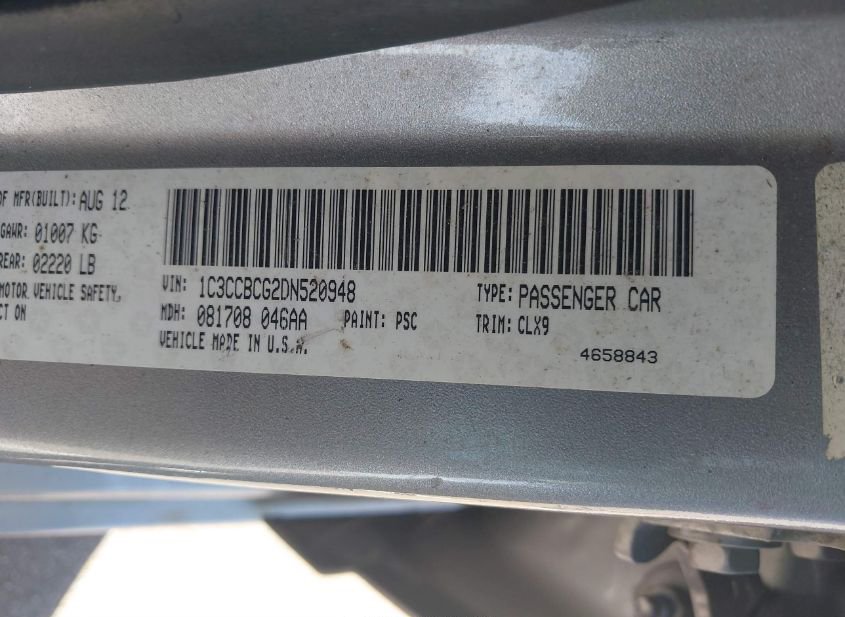 OF MFR(BUILT): AUG 12
GAWR: 01007 KG
REAR: 02220 LB
MOTOR VEHICLE SAFETY,
CT ON
VIN: 1C3CCBCG2DN520948
TYPE: PASSENGER CAR
MDH: 081708 046AA
PAINT: PSC
TRIM: CLX9
VEHICLE MADE IN U.S.A.
4658843